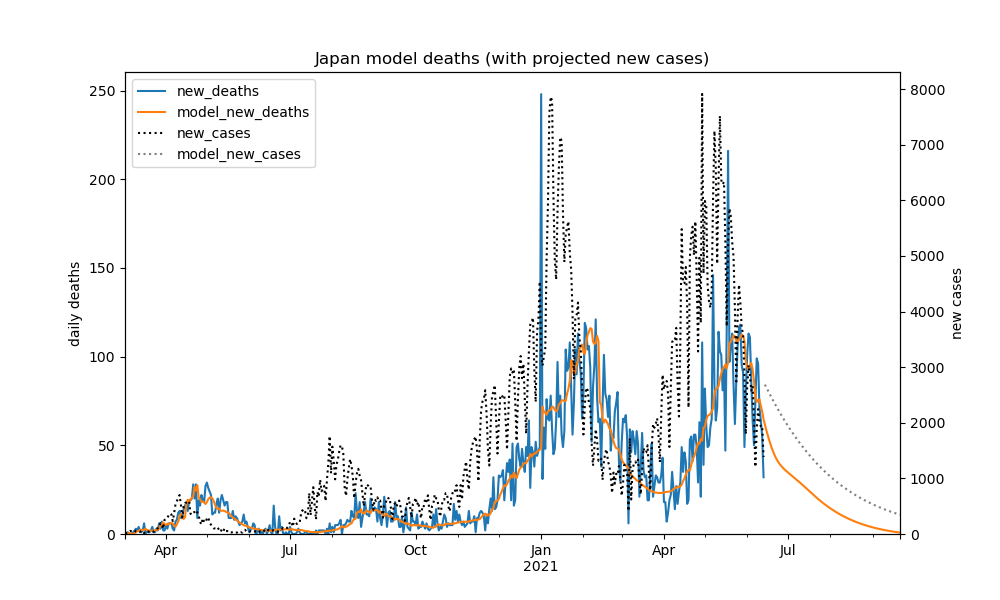 Japan model deaths (with projected new cases)
new_deaths
model_new_deaths
new_cases
model_new_cases
daily deaths
250
200
150
100
50
0
8000
7000
6000
5000
4000
3000
2000
1000
0
new cases
Apr
Jul
Oct
Jan
2021
Apr
Jul